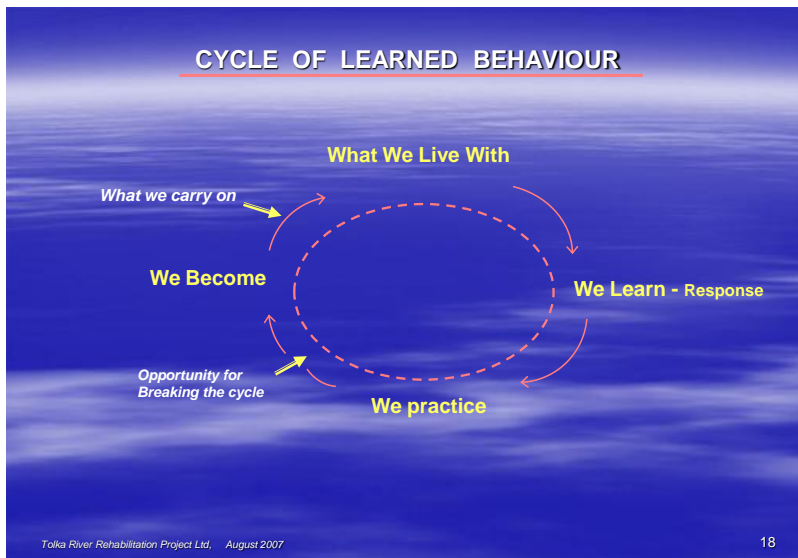 CYCLE OF LEARNED BEHAVIOUR
What We Live With
What we carry on
We Become
We Learn - Response
Opportunity for
Breaking the cycle
We practice
Tolka River Rehabilitation Project Ltd, August 2007
18